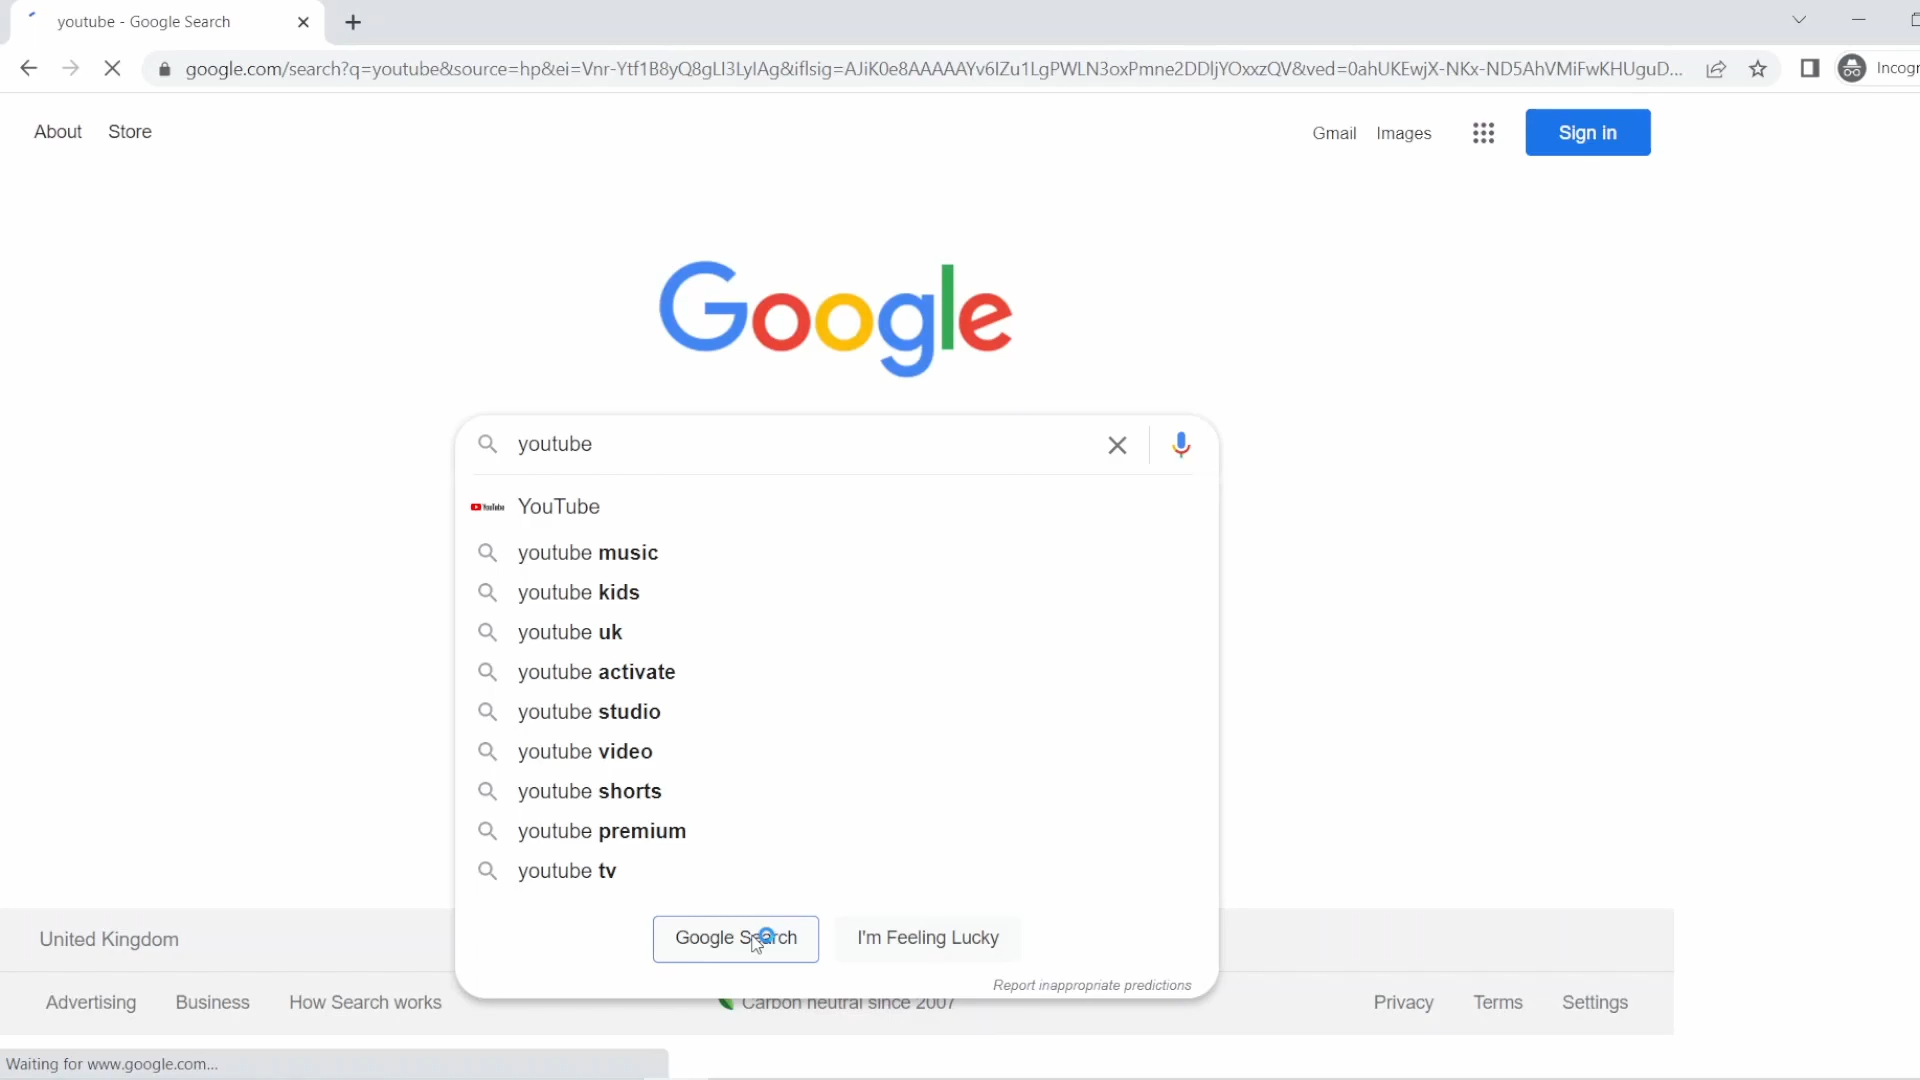 youtube - Google Search
google.com/search?q=youtube&source=hp&ei=Vnr-Ytf1B8yQ8gLI3LyIAg&iflsig=AJiK0e8AAAAAYv6IZu1LgPWLN3oxPmne2DDljYOxxzQV&ved=0ahUKEwjX-NKx-ND5AhVMiFwKHUguD...
Incogn
About Store Gmail Images Sign in
Google
youtube
YouTube YouTube
youtube music
youtube kids
youtube uk
youtube activate
youtube studio
youtube video
youtube shorts
youtube premium
youtube tv
Google Search I'm Feeling Lucky
United Kingdom
Report inappropriate predictions
Advertising Business How Search works Carbon neutral since 2007 Privacy Terms Settings
Waiting for www.google.com...